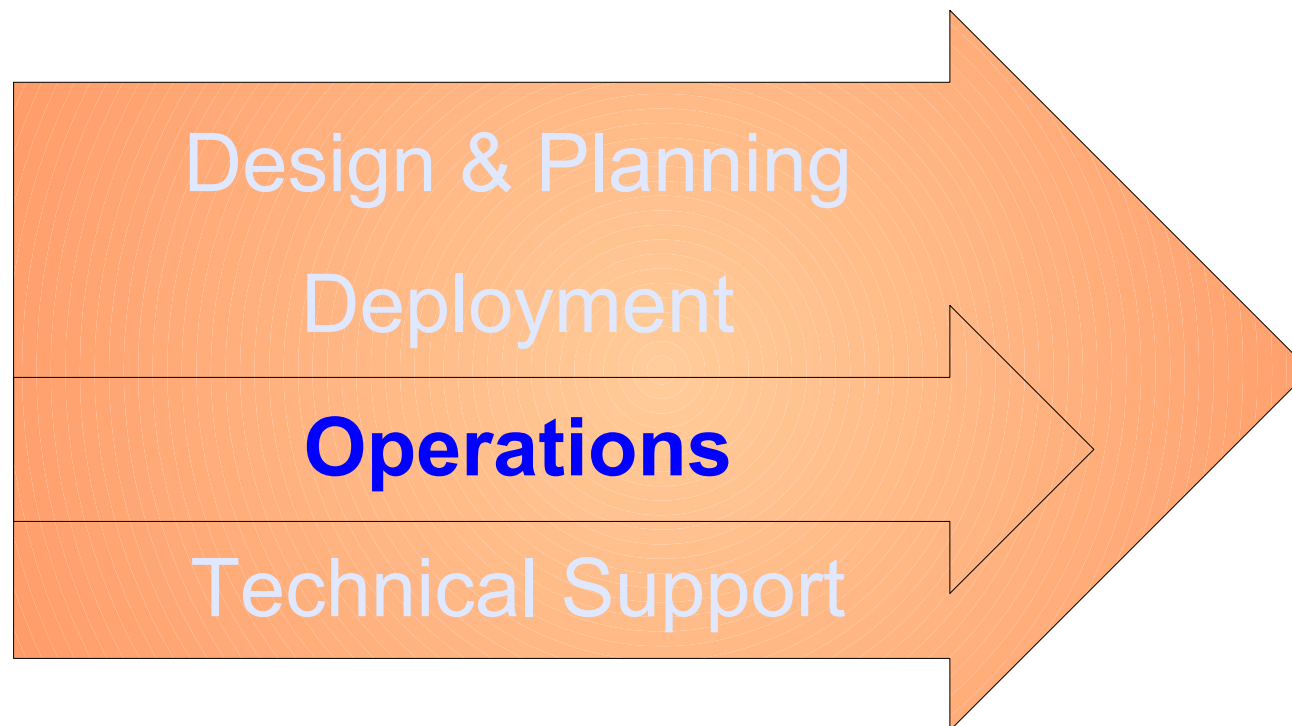 Design & Planning
Deployment
Operations
Technical Support